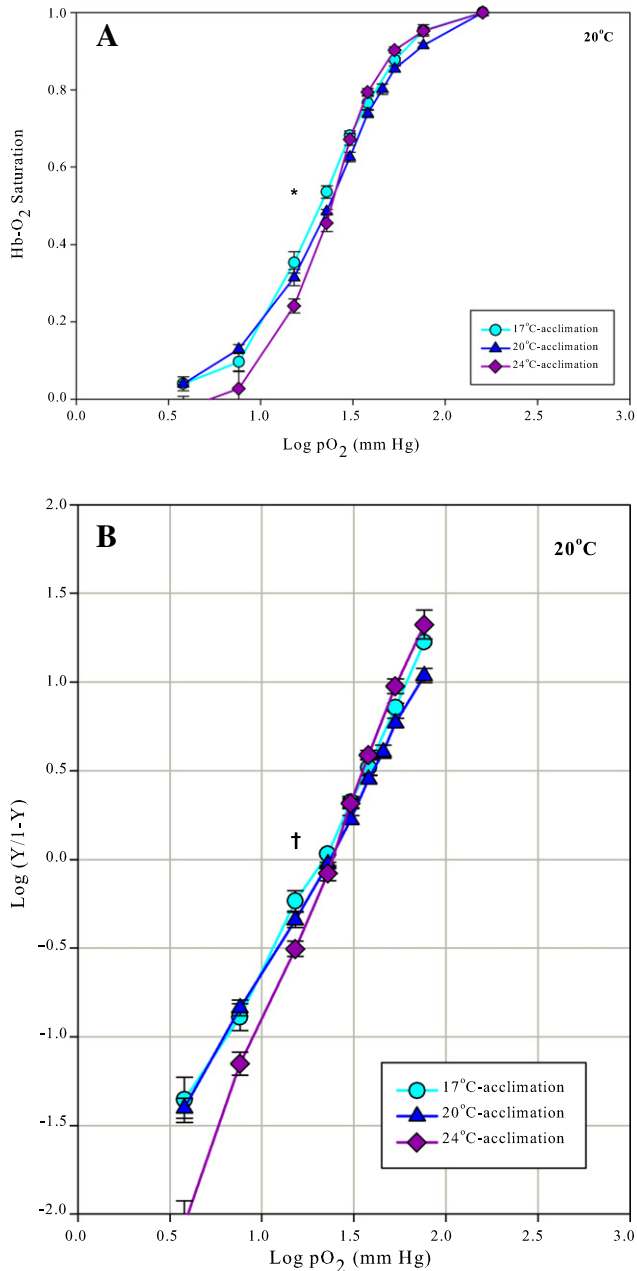 A
20°C
1.0
0.8
0.6
0.4
0.2
0.0
Hb-O2 Saturation
*
17°C-acclimation
20°C-acclimation
24°C-acclimation
0.0 0.5 1.0 1.5 2.0 2.5 3.0
Log pO2 (mm Hg)
B
20°C
2.0
1.5
1.0
0.5
0.0
−0.5
−1.0
−1.5
−2.0
Log (Y/1-Y)
†
17°C-acclimation
20°C-acclimation
24°C-acclimation
0.0 0.5 1.0 1.5 2.0 2.5 3.0
Log pO2 (mm Hg)